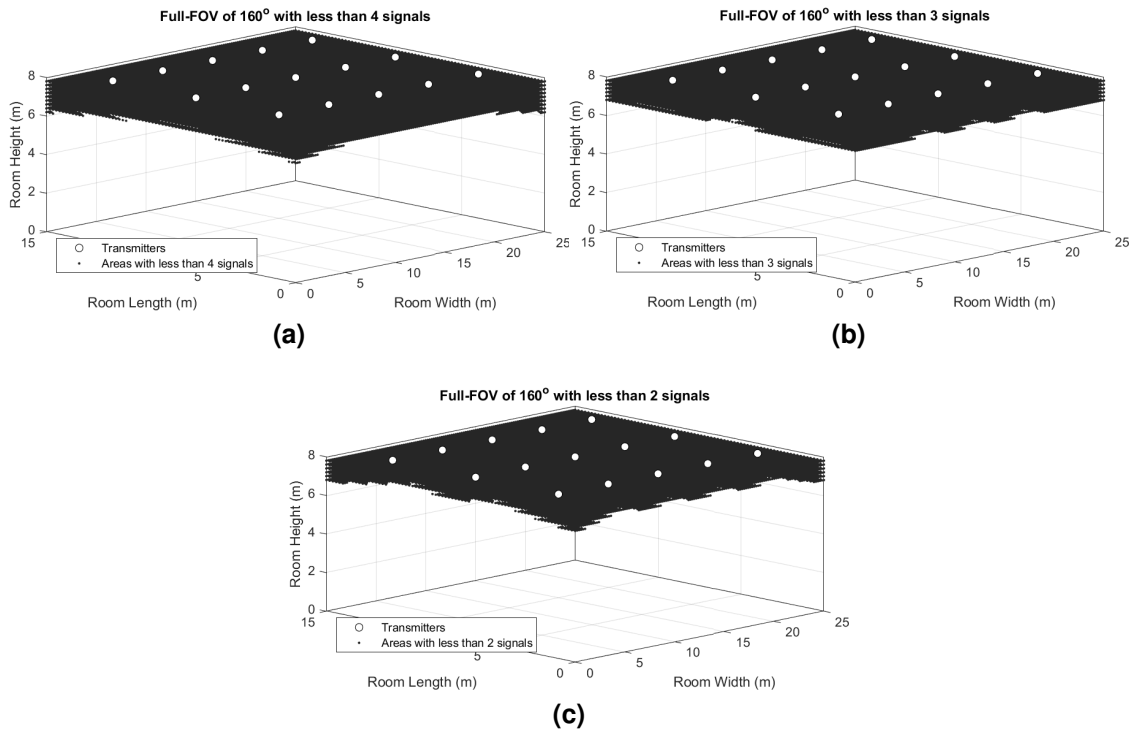 Full-FOV of 160° with less than 4 signals
Room Height (m)
8
6
4
2
0
15
5
0
0
5
10
15
20
25
Transmitters
Areas with less than 4 signals
Room Length (m)
Room Width (m)
(a)
Full-FOV of 160° with less than 3 signals
Room Height (m)
8
6
4
2
0
15
5
0
0
5
10
15
20
25
Transmitters
Areas with less than 3 signals
Room Length (m)
Room Width (m)
(b)
Full-FOV of 160° with less than 2 signals
Room Height (m)
8
6
4
2
0
15
5
0
0
5
10
15
20
25
Transmitters
Areas with less than 2 signals
Room Length (m)
Room Width (m)
(c)